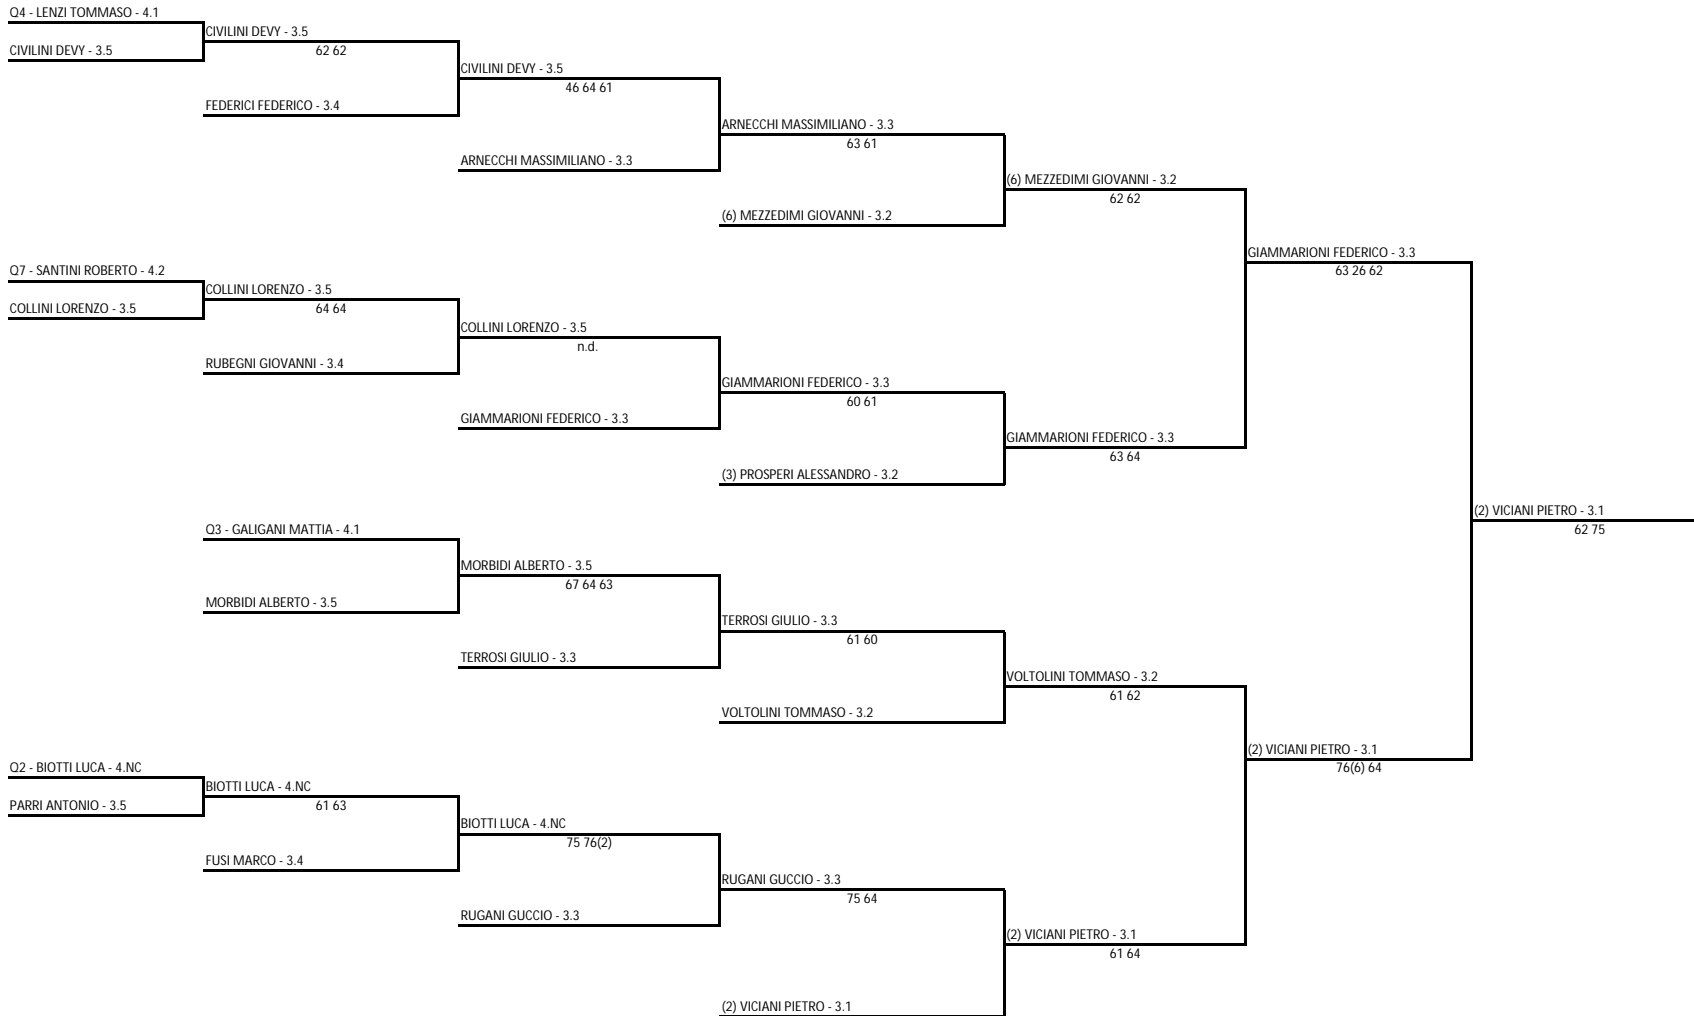 Q4 - LENZI TOMMASO - 4.1
CIVILINI DEVY - 3.5
CIVILINI DEVY - 3.5
62 62
FEDERICI FEDERICO - 3.4
CIVILINI DEVY - 3.5
46 64 61
ARNECCHI MASSIMILIANO - 3.3
ARNECCHI MASSIMILIANO - 3.3
63 61
(6) MEZZEDIMI GIOVANNI - 3.2
(6) MEZZEDIMI GIOVANNI - 3.2
62 62
Q7 - SANTINI ROBERTO - 4.2
COLLINI LORENZO - 3.5
COLLINI LORENZO - 3.5
64 64
RUBEGNI GIOVANNI - 3.4
COLLINI LORENZO - 3.5
n.d.
GIAMMARIONI FEDERICO - 3.3
GIAMMARIONI FEDERICO - 3.3
60 61
(3) PROSPERI ALESSANDRO - 3.2
GIAMMARIONI FEDERICO - 3.3
63 64
GIAMMARIONI FEDERICO - 3.3
63 26 62
Q3 - GALIGANI MATTIA - 4.1
MORBIDI ALBERTO - 3.5
MORBIDI ALBERTO - 3.5
67 64 63
TERROSI GIULIO - 3.3
TERROSI GIULIO - 3.3
61 60
VOLTOLINI TOMMASO - 3.2
VOLTOLINI TOMMASO - 3.2
61 62
Q2 - BIOTTI LUCA - 4.NC
PARRI ANTONIO - 3.5
BIOTTI LUCA - 4.NC
61 63
FUSI MARCO - 3.4
BIOTTI LUCA - 4.NC
75 76(2)
RUGANI GUCCIO - 3.3
RUGANI GUCCIO - 3.3
75 64
(2) VICIANI PIETRO - 3.1
(2) VICIANI PIETRO - 3.1
61 64
(2) VICIANI PIETRO - 3.1
76(6) 64
(2) VICIANI PIETRO - 3.1
62 75